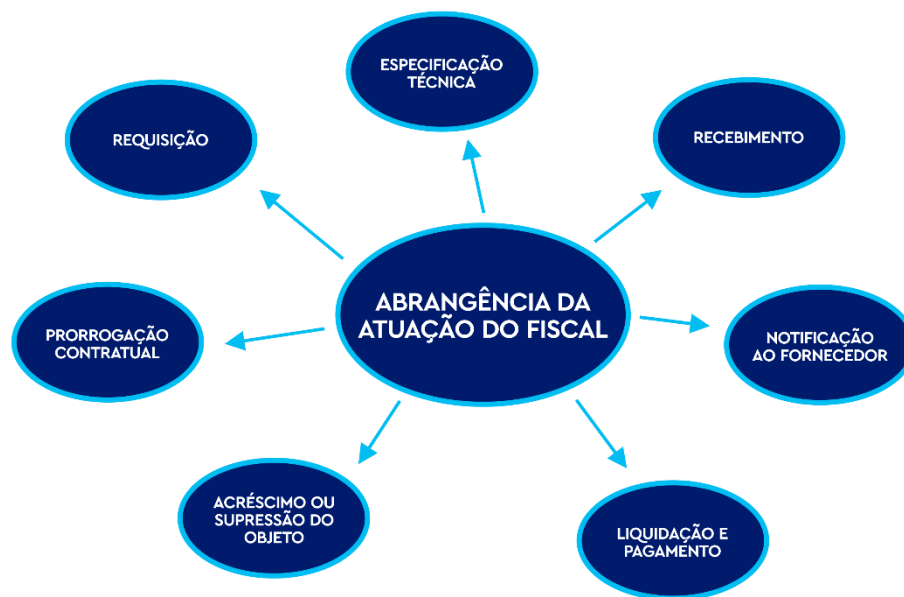 ESPECIFICAÇÃO
TÉCNICA
REQUISIÇÃO
RECEBIMENTO
ABRANGÊNCIA DA
ATUAÇÃO DO FISCAL
PRORROGAÇÃO
CONTRATUAL
NOTIFICAÇÃO
AO FORNECEDOR
ACRÉSCIMO OU
SUPRESSÃO DO
OBJETO
LIQUIDAÇÃO E
PAGAMENTO